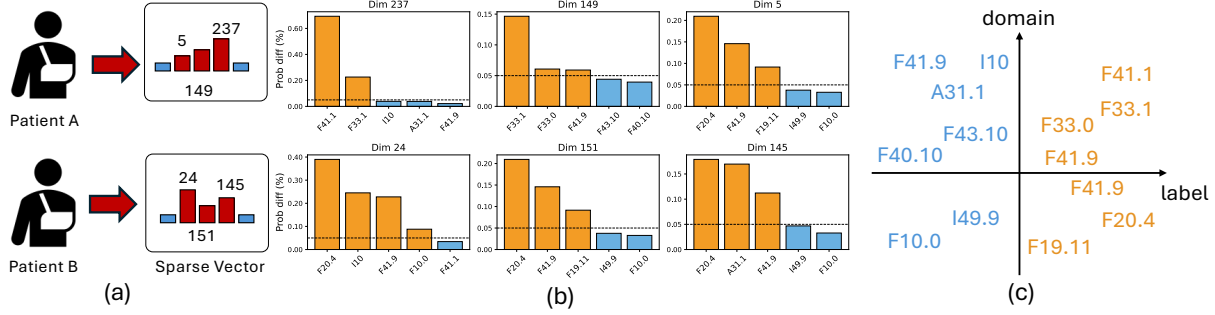 Patient A
5
237
149
Patient B
24
145
151
Sparse Vector
(a)
Dim 237
Prob diff (%)
0.60
0.40
0.20
0.00
F41.1
F33.1
I10
A31.1
F41.9
Dim 149
0.15
0.10
0.05
0.00
F33.1
F33.0
F41.9
F43.10
F40.10
Dim 5
0.20
0.15
0.10
0.05
0.00
F20.4
F41.9
F19.11
I49.9
F10.0
Dim 24
Prob diff (%)
0.40
0.30
0.20
0.10
0.00
F20.4
I10
F41.9
F10.0
F41.1
Dim 151
0.20
0.15
0.10
0.05
0.00
F20.4
F41.9
F19.11
I49.9
F10.0
Dim 145
0.15
0.10
0.05
0.00
F20.4
A31.1
F41.9
I49.9
F10.0
(b)
domain
F41.9 I10
F41.1
A31.1
F33.1
F33.0
F43.10
F40.10
F41.9
F41.9
label
I49.9
F20.4
F10.0
F19.11
(c)